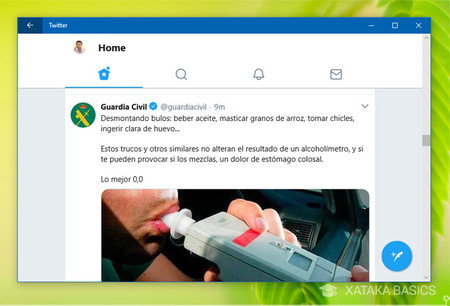 Twitter
Home
Guardia Civil @guardiacivil · 9m
Desmontando bulos: beber aceite, masticar granos de arroz, tomar chicles,
ingerir clara de huevo...
Estos trucos y otros similares no alteran el resultado de un alcoholímetro, y si
te pueden provocar si los mezclas, un dolor de estómago colosal.
Lo mejor 0,0
XATAKA BASICS